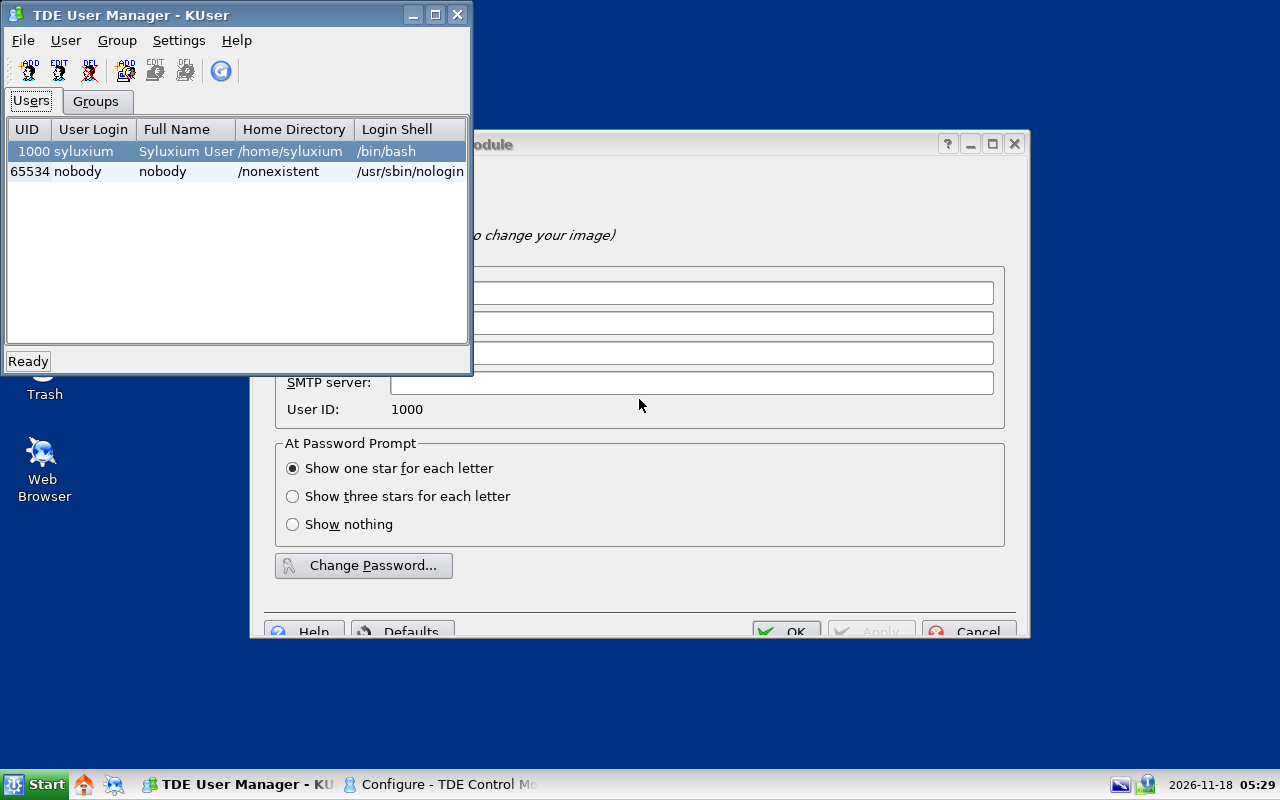 TDE User Manager - KUser
File User Group Settings Help
ADD EDIT DEL ADD EDIT DEL
Users Groups
UID User Login Full Name Home Directory Login Shell
1000 syluxium Syluxium User /home/syluxium /bin/bash
65534 nobody nobody /nonexistent /usr/sbin/nologin
Ready
odule
o change your image)
SMTP server:
User ID: 1000
At Password Prompt
Show one star for each letter
Show three stars for each letter
Show nothing
Change Password...
Help Defaults OK Apply Cancel
Trash
Web
Browser
Start TDE User Manager - KU Configure - TDE Control Mo 2026-11-18 05:29